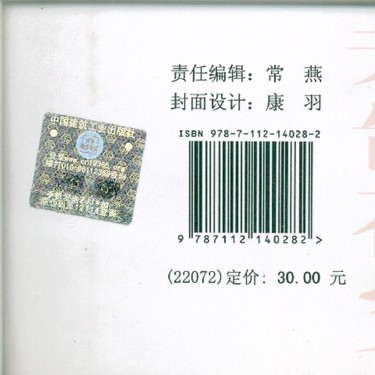 责任编辑：常 燕
封面设计：康 羽
ISBN 978-7-112-14028-2
9 787112 140282 >
(22072)定价：30.00 元
中国建筑工业出版社